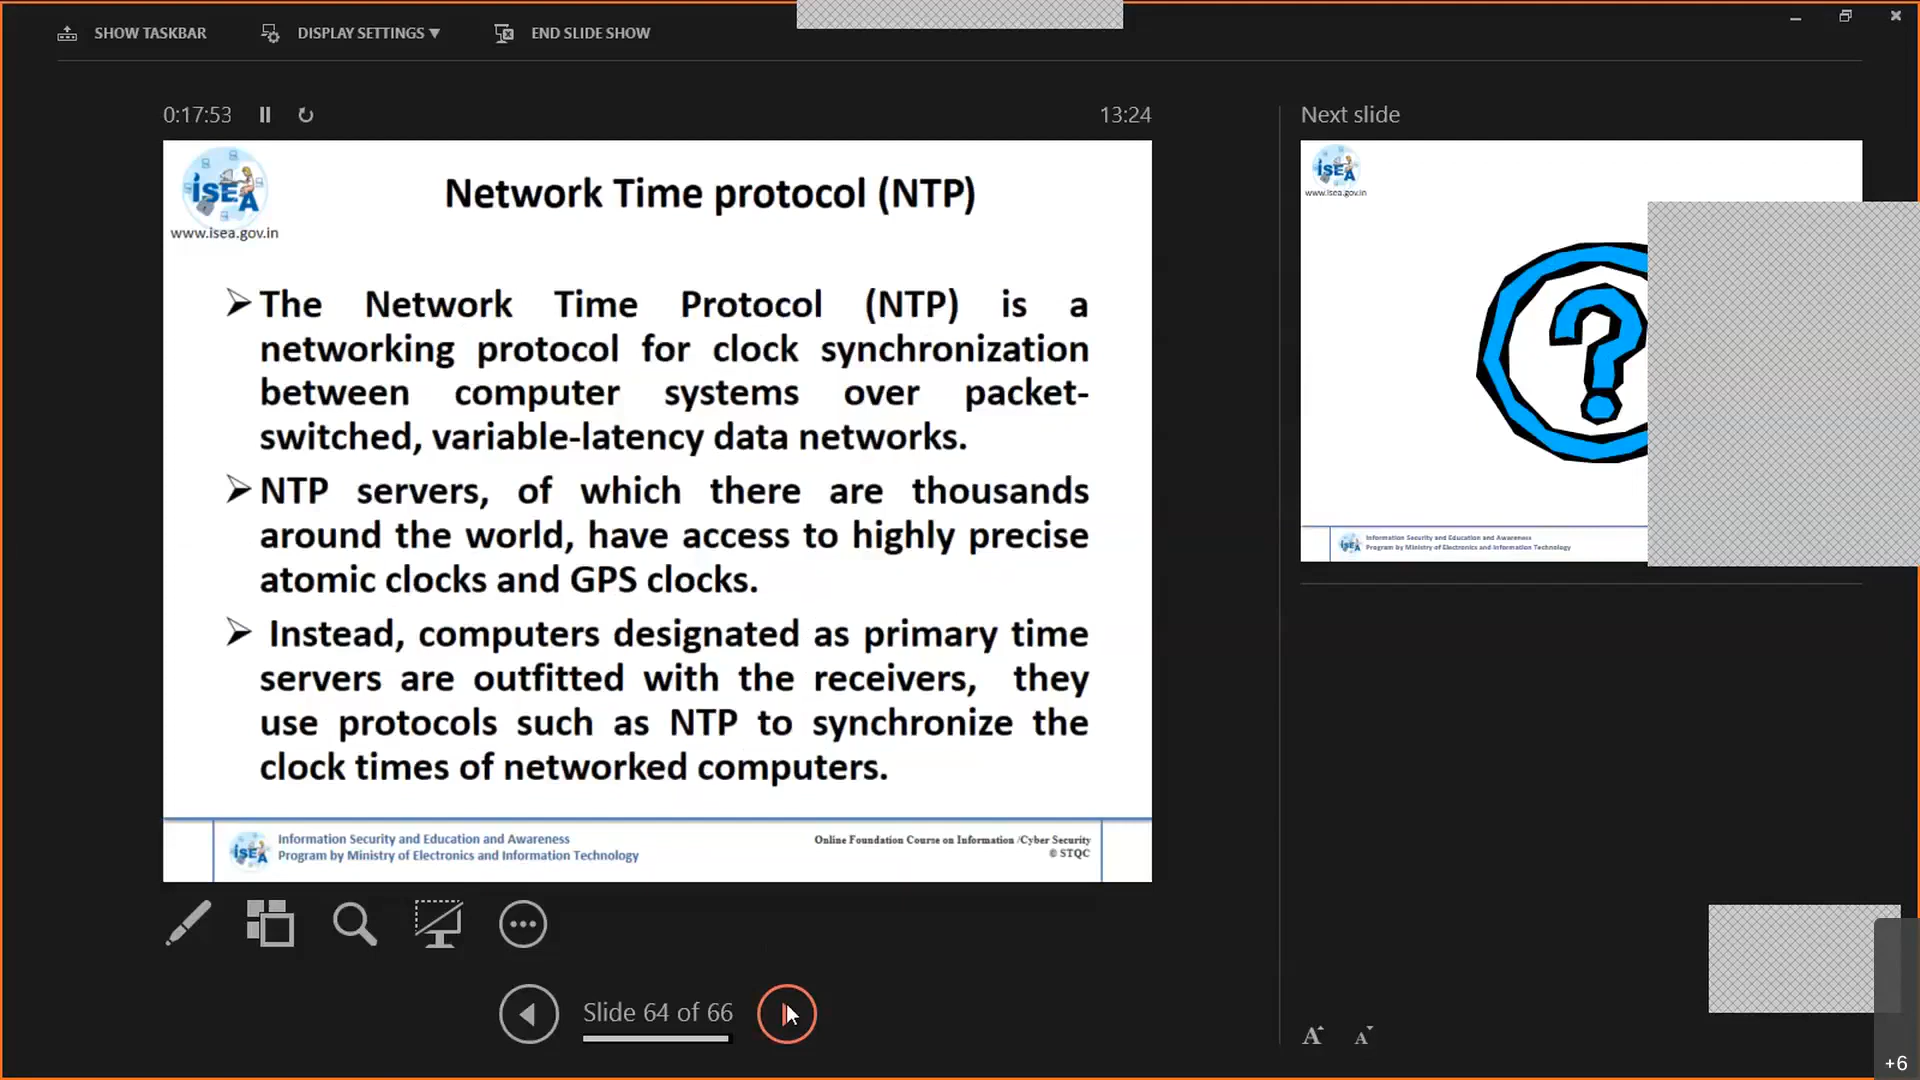 SHOW TASKBAR
DISPLAY SETTINGS ▼
END SLIDE SHOW
0:17:53
13:24
Next slide
ISEA
www.isea.gov.in
Network Time protocol (NTP)
➢ The Network Time Protocol (NTP) is a
networking protocol for clock synchronization
between computer systems over packet-
switched, variable-latency data networks.
➢ NTP servers, of which there are thousands
around the world, have access to highly precise
atomic clocks and GPS clocks.
➢ Instead, computers designated as primary time
servers are outfitted with the receivers, they
use protocols such as NTP to synchronize the
clock times of networked computers.
ISEA
Information Security and Education and Awareness
Program by Ministry of Electronics and Information Technology
Online Foundation Course on Information /Cyber Security
© STQC
ISEA
www.isea.gov.in
?
ISEA
Information Security and Education and Awareness
Program by Ministry of Electronics and Information Technology
Slide 64 of 66
A A
+6